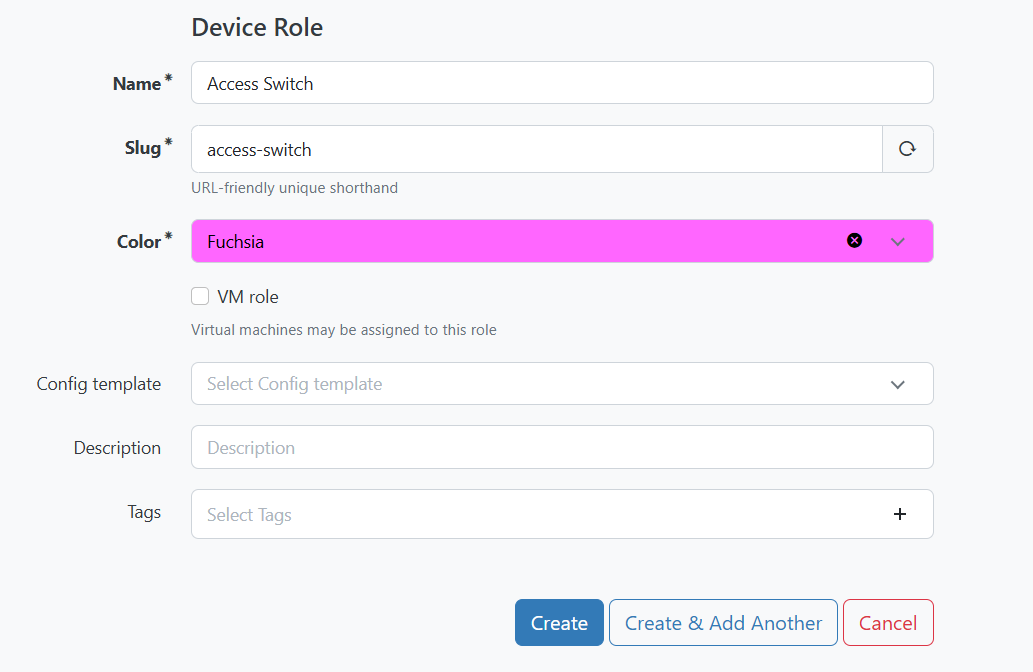 Device Role
Name*
Access Switch
Slug*
access-switch
URL-friendly unique shorthand
Color*
Fuchsia
VM role
Virtual machines may be assigned to this role
Config template
Select Config template
Description
Description
Tags
Select Tags
Create
Create & Add Another
Cancel